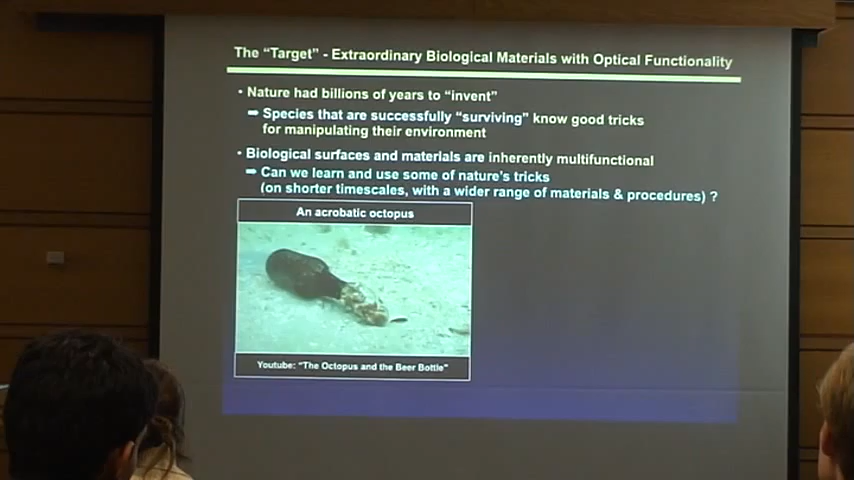 The “Target” - Extraordinary Biological Materials with Optical Functionality
• Nature had billions of years to “invent”
➡ Species that are successfully “surviving” know good tricks
for manipulating their environment
• Biological surfaces and materials are inherently multifunctional
➡ Can we learn and use some of nature's tricks
(on shorter timescales, with a wider range of materials & procedures) ?
An acrobatic octopus
Youtube: “The Octopus and the Beer Bottle”